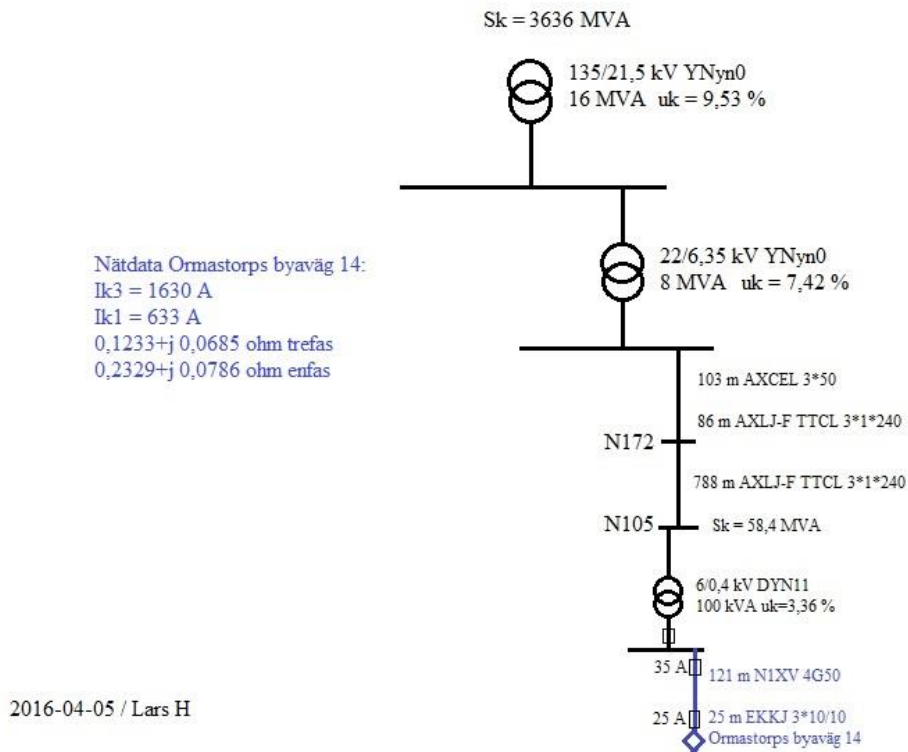 Sk = 3636 MVA
135/21,5 kV YNyn0
16 MVA uk = 9,53 %
22/6,35 kV YNyn0
8 MVA uk = 7,42 %
Nätdata Ormastorps byaväg 14:
Ik3 = 1630 A
Ik1 = 633 A
0,1233+j 0,0685 ohm trefas
0,2329+j 0,0786 ohm enfas
103 m AXCEL 3*50
86 m AXLJ-F TTCL 3*1*240
N172
788 m AXLJ-F TTCL 3*1*240
N105
Sk = 58,4 MVA
6/0,4 kV DYN11
100 kVA uk=3,36 %
35 A
121 m N1XV 4G50
25 A
25 m EKKJ 3*10/10
Ormastorps byaväg 14
2016-04-05 / Lars H